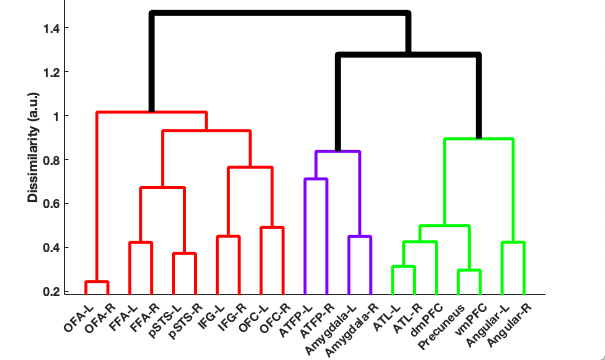 Dissimilarity (a.u.)
1.4
1.2
1
0.8
0.6
0.4
0.2
OFA-L
OFA-R
FFA-L
FFA-R
pSTS-L
pSTS-R
IFG-L
IFG-R
OFC-L
OFC-R
ATFP-L
ATFP-R
Amygdala-L
Amygdala-R
ATL-L
ATL-R
dmPFC
Precuneus
vmPFC
Angular-L
Angular-R